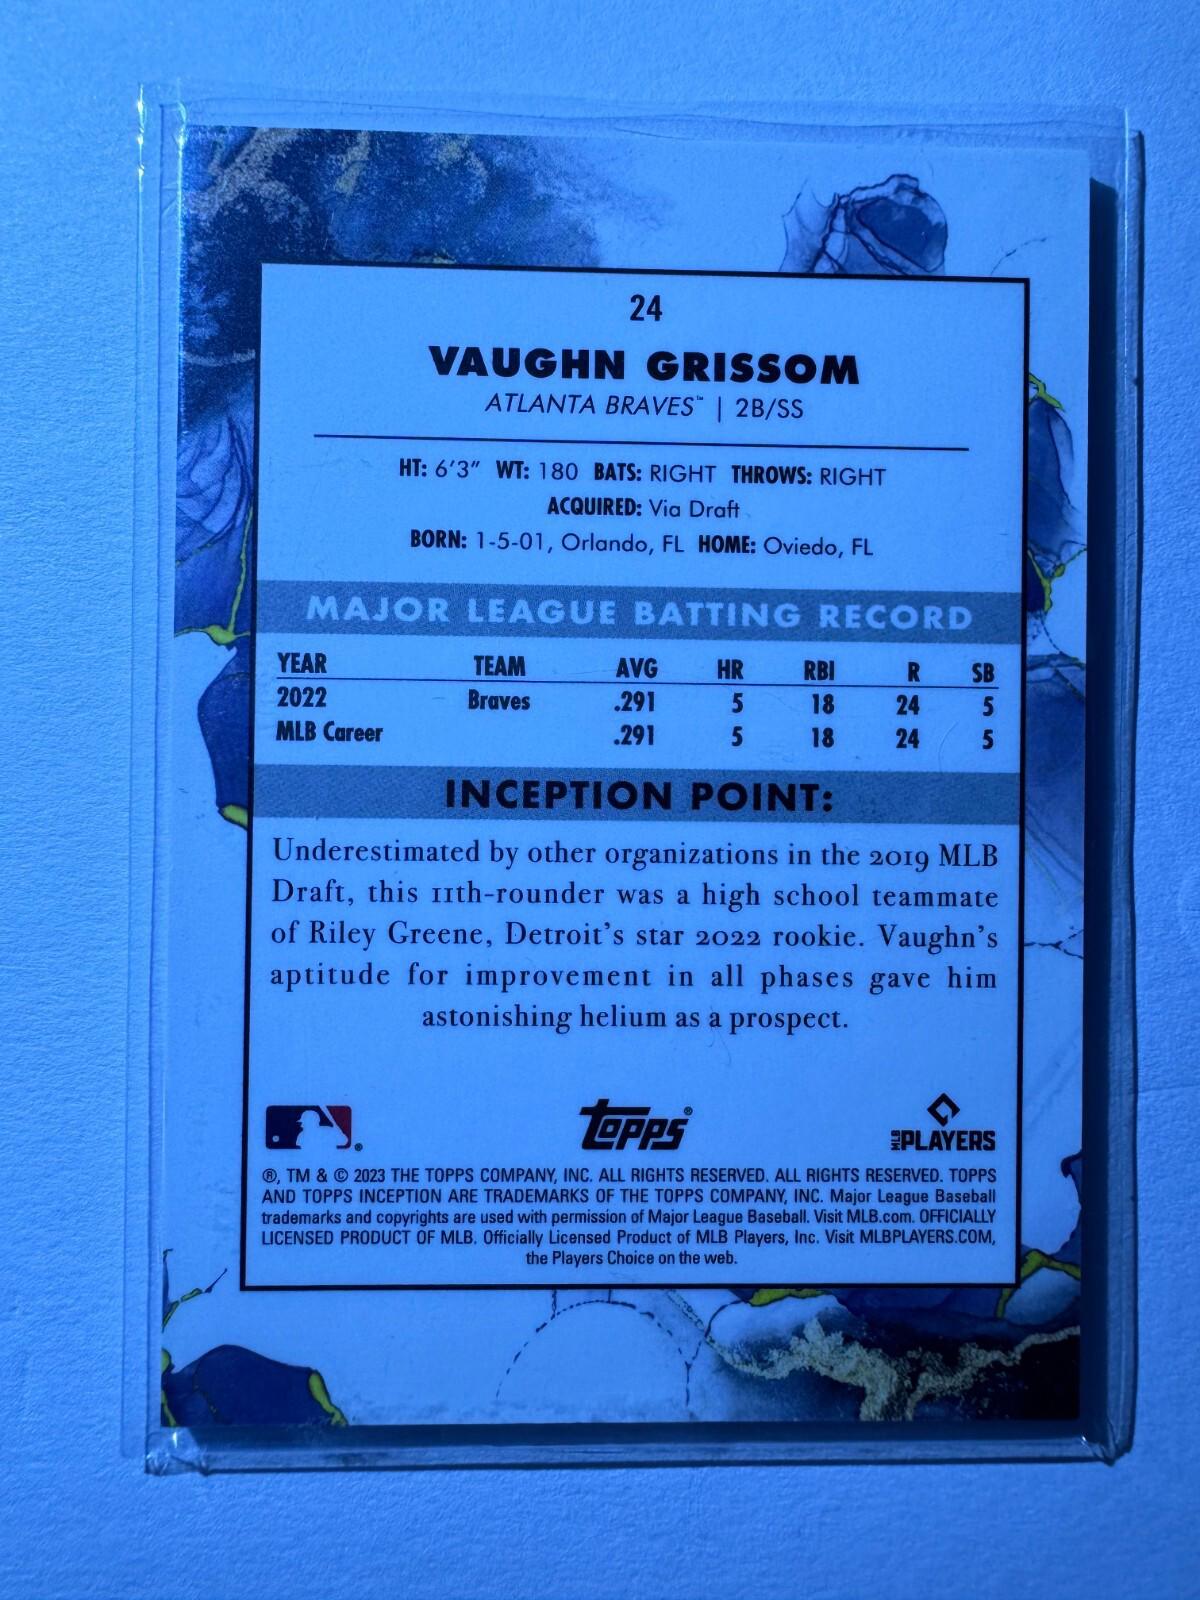 24
VAUGHN GRISSOM
ATLANTA BRAVES™ | 2B/SS
HT: 6'3" WT: 180 BATS: RIGHT THROWS: RIGHT
ACQUIRED: Via Draft
BORN: 1-5-01, Orlando, FL HOME: Oviedo, FL
MAJOR LEAGUE BATTING RECORD
YEAR TEAM AVG HR RBI R SB
2022 Braves .291 5 18 24 5
MLB Career .291 5 18 24 5
INCEPTION POINT:
Underestimated by other organizations in the 2019 MLB
Draft, this 11th-rounder was a high school teammate
of Riley Greene, Detroit's star 2022 rookie. Vaughn's
aptitude for improvement in all phases gave him
astonishing helium as a prospect.
® Topps® MLB PLAYERS
®, TM & © 2023 THE TOPPS COMPANY, INC. ALL RIGHTS RESERVED. ALL RIGHTS RESERVED. TOPPS
AND TOPPS INCEPTION ARE TRADEMARKS OF THE TOPPS COMPANY, INC. Major League Baseball
trademarks and copyrights are used with permission of Major League Baseball. Visit MLB.com. OFFICIALLY
LICENSED PRODUCT OF MLB. Officially Licensed Product of MLB Players, Inc. Visit MLBPLAYERS.COM,
the Players Choice on the web.